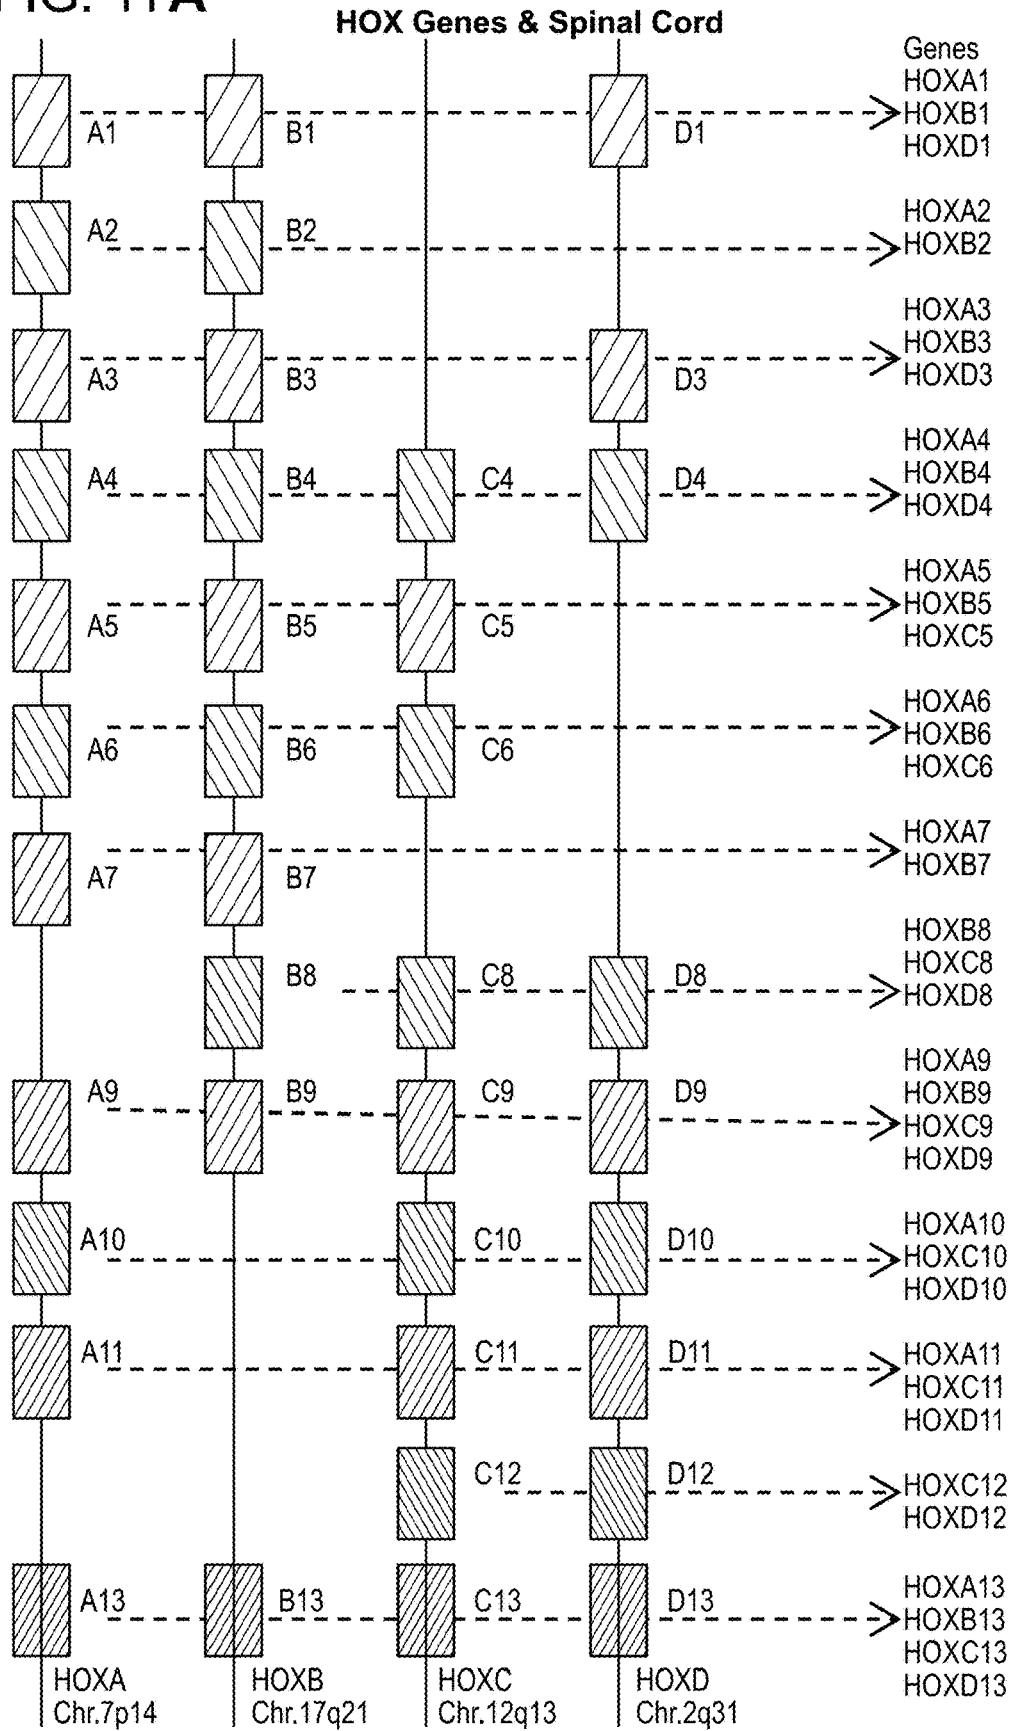 FIG. 11A
HOX Genes & Spinal Cord
Genes
HOXA1
A1 B1 D1 HOXB1
HOXD1
A2 B2 HOXA2
HOXB2
HOXA3
HOXB3
A3 B3 D3 HOXD3
HOXA4
A4 B4 C4 D4 HOXB4
HOXD4
HOXA5
HOXB5
A5 B5 C5 HOXC5
HOXA6
HOXB6
A6 B6 C6 HOXC6
HOXA7
A7 B7 HOXB7
HOXB8
B8 C8 D8 HOXC8
HOXD8
HOXA9
A9 B9 C9 D9 HOXB9
HOXC9
HOXD9
A10 C10 D10 HOXA10
HOXC10
HOXD10
A11 C11 D11 HOXA11
HOXC11
HOXD11
C12 D12 HOXC12
HOXD12
A13 B13 C13 D13 HOXA13
HOXB13
HOXC13
HOXA HOXB HOXC HOXD HOXD13
Chr.7p14 Chr.17q21 Chr.12q13 Chr.2q31